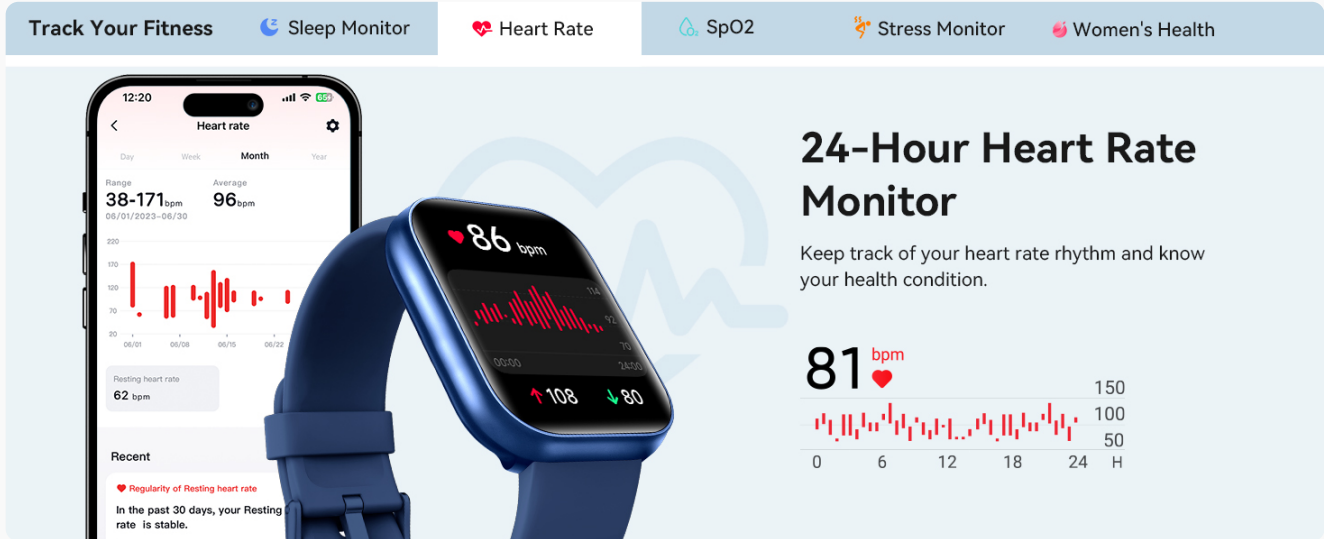 Track Your Fitness
Sleep Monitor
Heart Rate
SpO2
Stress Monitor
Women's Health
12:20
65
Heart rate
Day Week Month Year
Range Average
38-171bpm 96bpm
06/01/2023-06/30
220
170
120
70
20
06/01 06/08 06/15 06/22
Resting heart rate
62 bpm
Recent
Regularity of Resting heart rate
In the past 30 days, your Resting
rate is stable.
86 bpm
114
92
70
00:00 24:00
108 80
24-Hour Heart Rate
Monitor
Keep track of your heart rate rhythm and know
your health condition.
81 bpm
150
100
50
0 6 12 18 24 H